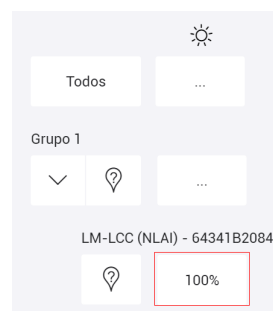 Todos ...
Grupo 1
...
LM-LCC (NLAI) - 64341B2084
100%